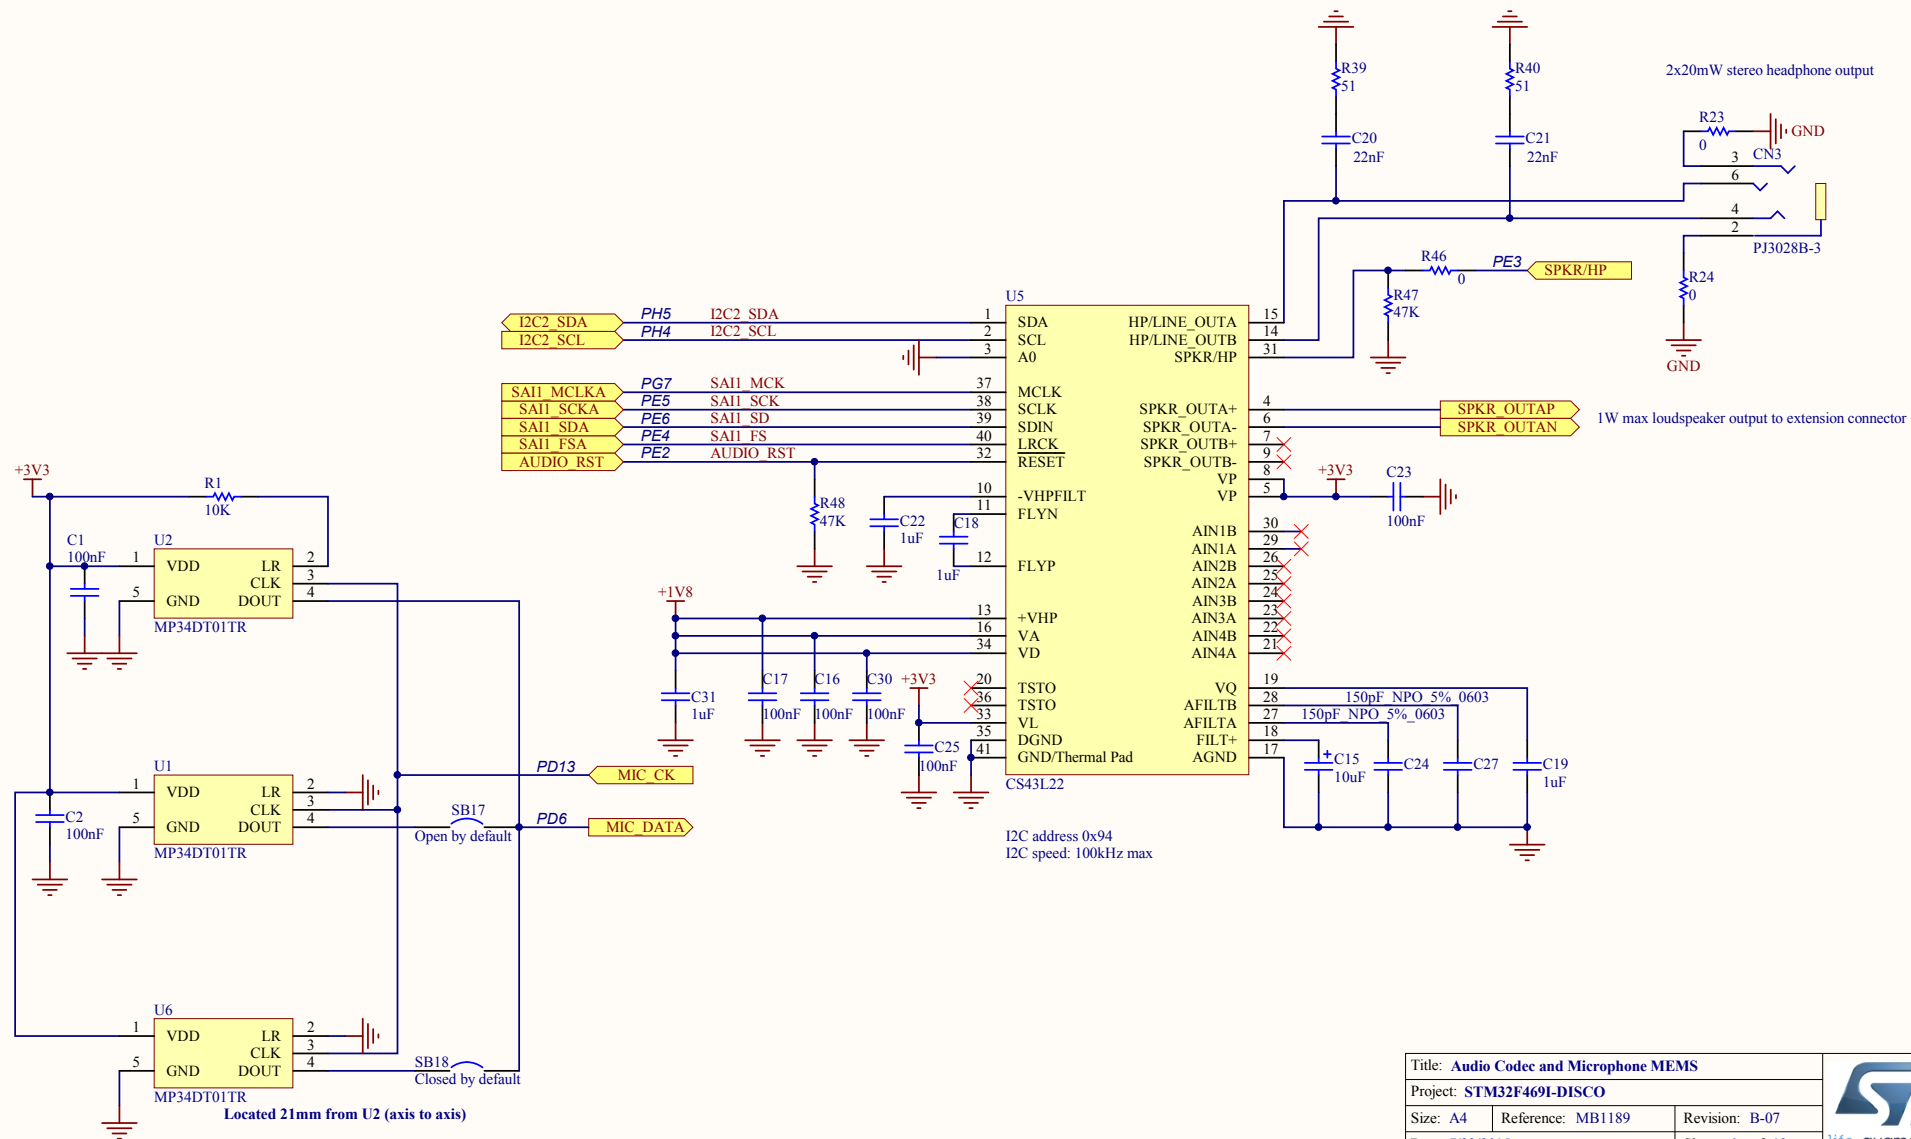 R39
51
R40
51
2x20mW stereo headphone output
C20
22nF
C21
22nF
R23
0
GND
3
CN3
6
4
2
PJ3028B-3
R24
0
GND
R46
0
PE3
SPKR/HP
R47
47K
I2C2_SDA PH5 I2C2_SDA
I2C2_SCL PH4 I2C2_SCL
SAI1_MCLKA PG7 SAI1_MCK
SAI1_SCKA PE5 SAI1_SCK
SAI1_SDA PE6 SAI1_SD
SAI1_FSA PE4 SAI1_FS
AUDIO_RST PE2 AUDIO_RST
U5
1 SDA HP/LINE_OUTA 15
2 SCL HP/LINE_OUTB 14
3 A0 SPKR/HP 31
37 MCLK
38 SCLK SPKR_OUTA+ 4
39 SDIN SPKR_OUTA- 6
40 LRCK SPKR_OUTB+ 7
32 RESET SPKR_OUTB- 9
VP 8
10 -VHPFILT VP 5
11 FLYN
AIN1B 30
AIN1A 29
12 FLYP AIN2B 26
AIN2A 25
AIN3B 24
13 +VHP AIN3A 23
16 VA AIN4B 22
34 VD AIN4A 21
20 TSTO VQ 19
36 TSTO AFILTB 28
33 VL AFILTA 27
35 DGND FILT+ 18
41 GND/Thermal Pad AGND 17
CS43L22
SPKR_OUTAP
SPKR_OUTAN
1W max loudspeaker output to extension connector
+3V3
C23
100nF
R48
47K
C22
1uF
C18
1uF
+1V8
C31
1uF
C17
100nF
C16
100nF
C30
100nF
+3V3
C25
100nF
150pF_NPO_5%_0603
150pF_NPO_5%_0603
+
C15
10uF
C24
C27
C19
1uF
I2C address 0x94
I2C speed: 100kHz max
+3V3
R1
10K
C1
100nF
U2
1 VDD LR 2
CLK 3
5 GND DOUT 4
MP34DT01TR
U1
1 VDD LR 2
CLK 3
5 GND DOUT 4
MP34DT01TR
C2
100nF
PD13 MIC_CK
SB17
Open by default
PD6 MIC_DATA
U6
1 VDD LR 2
CLK 3
5 GND DOUT 4
MP34DT01TR
SB18
Closed by default
Located 21mm from U2 (axis to axis)
Title: Audio Codec and Microphone MEMS
Project: STM32F469I-DISCO
Size: A4 Reference: MB1189 Revision: B-07